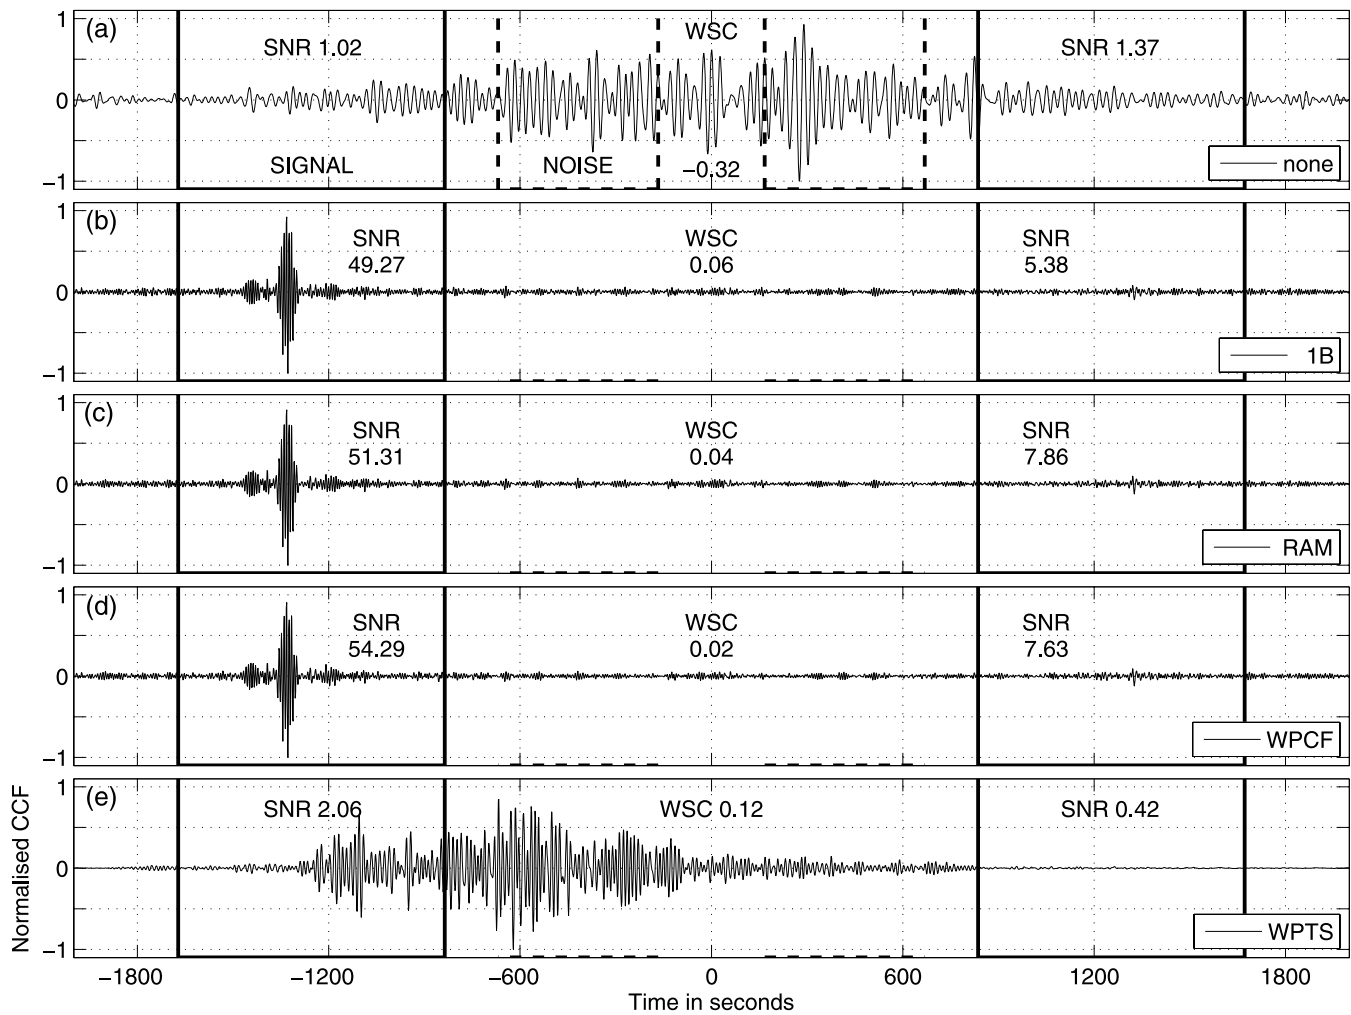 (a)
SNR 1.02
WSC
SNR 1.37
SIGNAL
NOISE
−0.32
none
1
0
−1
(b)
SNR
49.27
WSC
0.06
SNR
5.38
1B
1
0
−1
(c)
SNR
51.31
WSC
0.04
SNR
7.86
RAM
1
0
−1
(d)
SNR
54.29
WSC
0.02
SNR
7.63
WPCF
1
0
−1
(e)
SNR 2.06
WSC 0.12
SNR 0.42
WPTS
1
0
−1
Normalised CCF
−1800 −1200 −600 0 600 1200 1800
Time in seconds